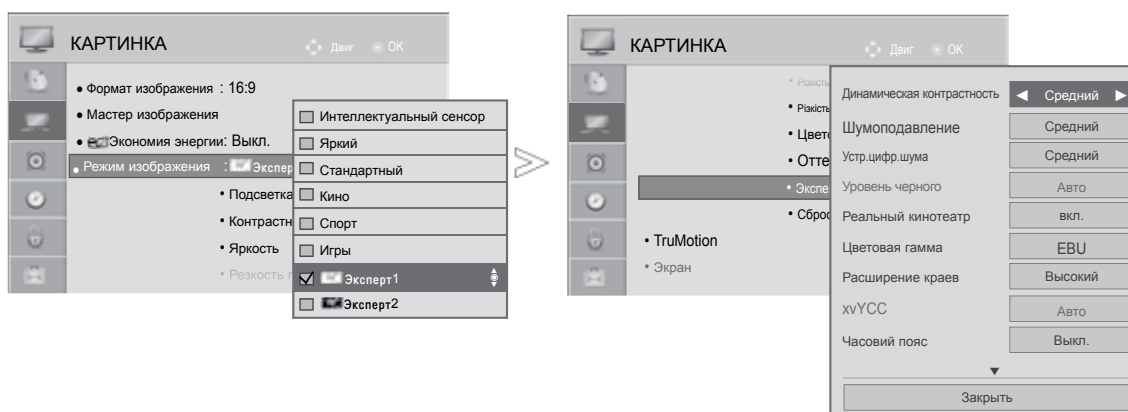 КАРТИНКА
Двиг
OK
• Формат изображения : 16:9
• Мастер изображения
• Экономия энергии: Выкл.
• Режим изображения :
• Подсветка
• Яркость
• Резкость
Интеллектуальный сенсор
Яркий
Стандартный
Кино
Спорт
Игры
Эксперт1
Эксперт2
КАРТИНКА
Двиг
OK
• TruMotion
• Экран
Динамическая контрастность ◀ Средний ▶
Шумоподавление Средний
Устр.цифр.шума Средний
Уровень черного Авто
Реальный кинотеатр вкл.
Цветовая гамма EBU
Расширение краев Высокий
xvYCC Авто
Часовий пояс Выкл.
▼
Закрыть